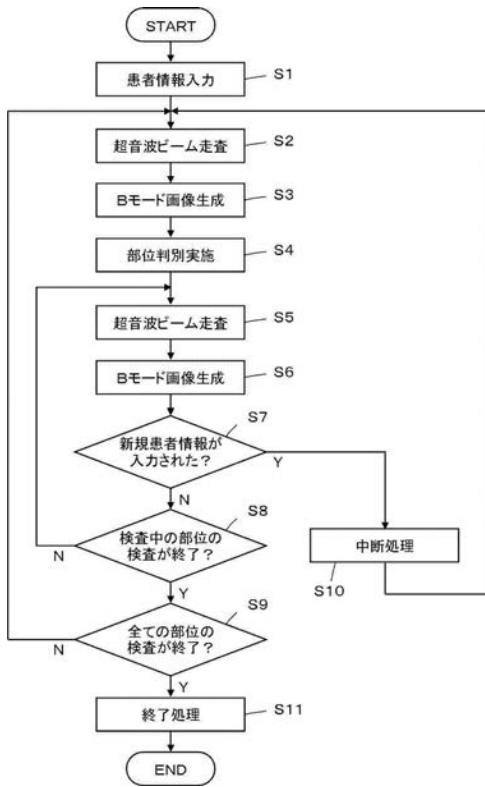 START
患者情報入力
S1
超音波ビーム走査
S2
Bモード画像生成
S3
部位判別実施
S4
超音波ビーム走査
S5
Bモード画像生成
S6
S7
新規患者情報が
入力された？
Y
N
S8
検査中の部位の
検査が終了？
N
Y
中断処理
S10
S9
全ての部位の
検査が終了？
N
Y
終了処理
S11
END